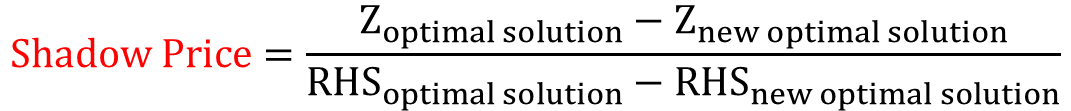 Shadow Price = (Z_optimal solution − Z_new optimal solution) / (RHS_optimal solution − RHS_new optimal solution)